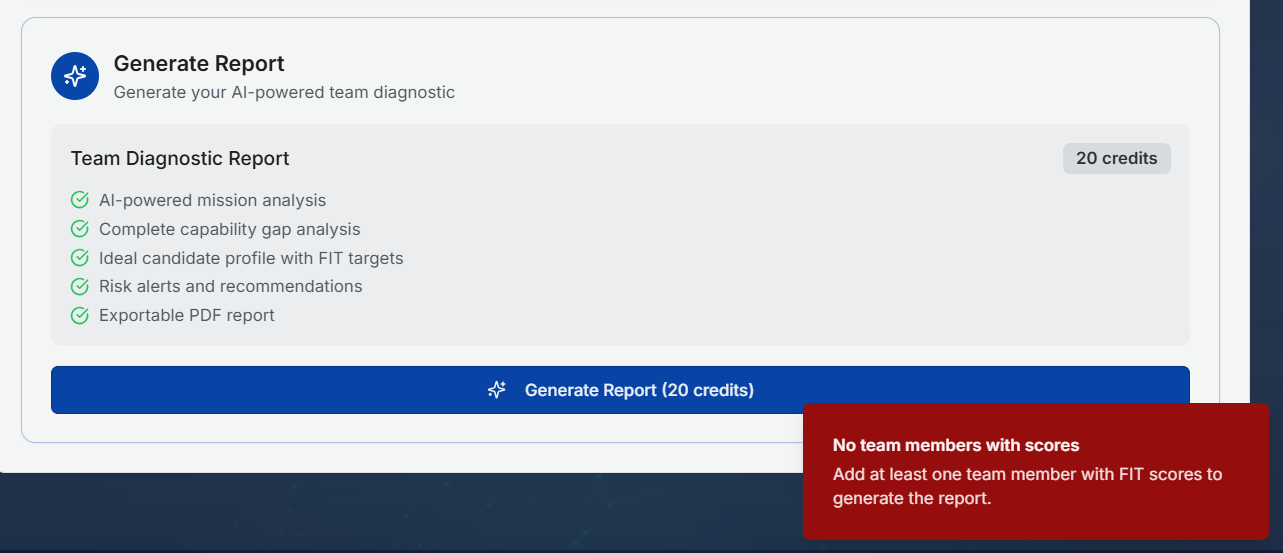 Generate Report
Generate your AI-powered team diagnostic
Team Diagnostic Report
20 credits
AI-powered mission analysis
Complete capability gap analysis
Ideal candidate profile with FIT targets
Risk alerts and recommendations
Exportable PDF report
Generate Report (20 credits)
No team members with scores
Add at least one team member with FIT scores to
generate the report.